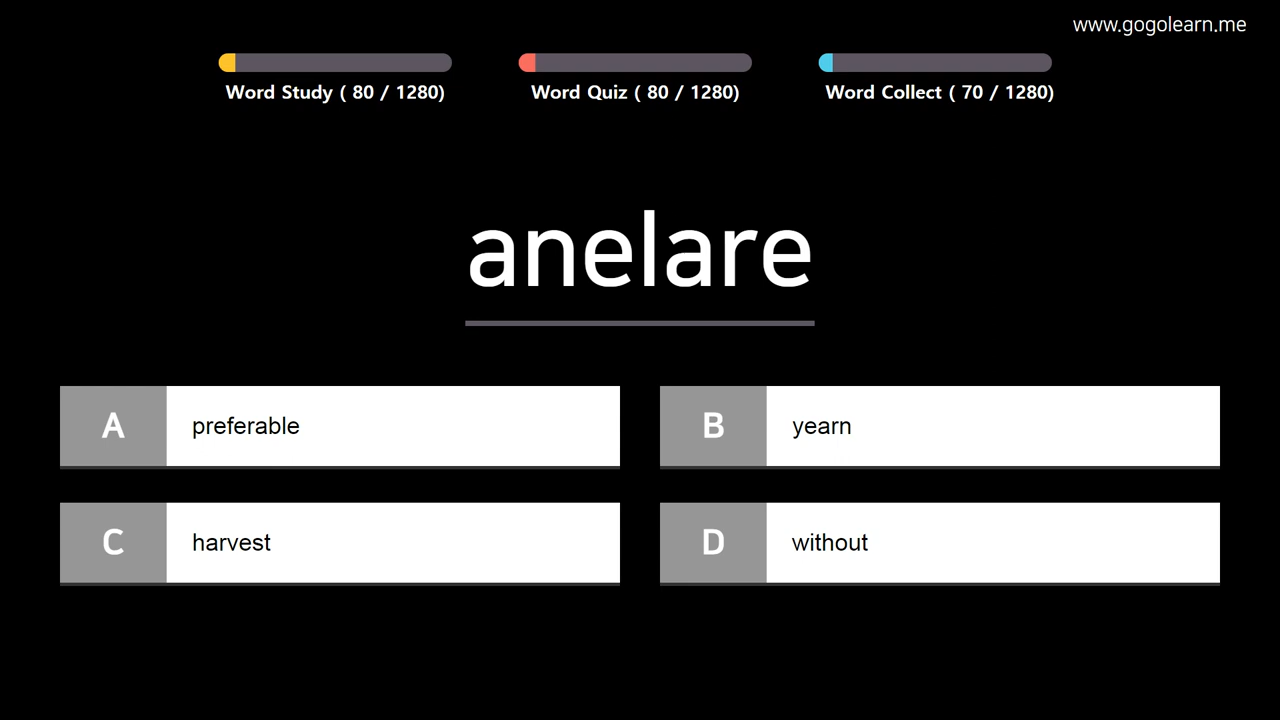 www.gogolearn.me
Word Study ( 80 / 1280)
Word Quiz ( 80 / 1280)
Word Collect ( 70 / 1280)
anelare
A preferable
B yearn
C harvest
D without